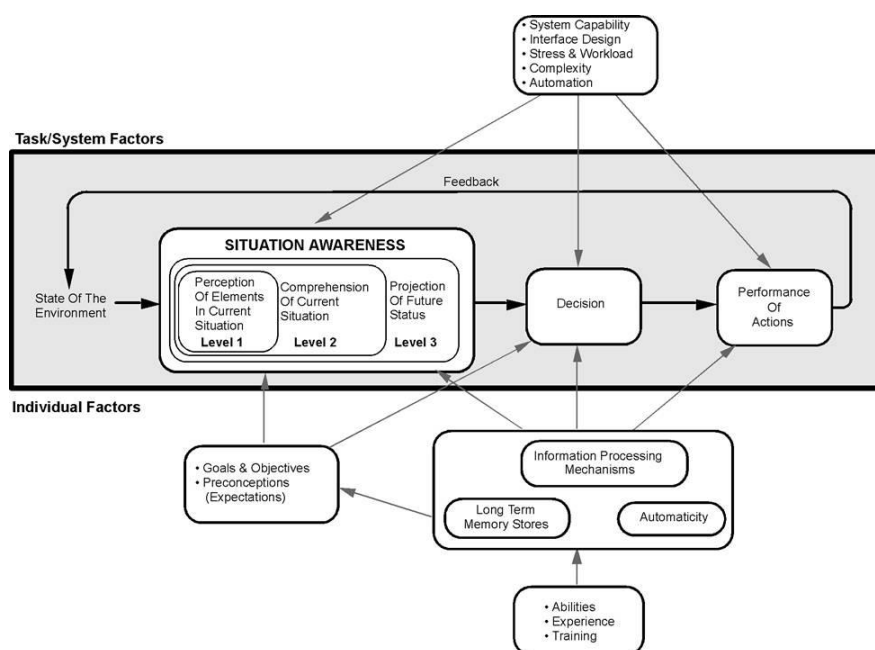 • System Capability
• Interface Design
• Stress & Workload
• Complexity
• Automation
Task/System Factors
Feedback
SITUATION AWARENESS
State Of The
Environment
Perception
Of Elements
In Current
Situation
Level 1
Comprehension
Of Current
Situation
Level 2
Projection
Of Future
Status
Level 3
Decision
Performance
Of
Actions
Individual Factors
• Goals & Objectives
• Preconceptions
(Expectations)
Information Processing
Mechanisms
Long Term
Memory Stores
Automaticity
• Abilities
• Experience
• Training